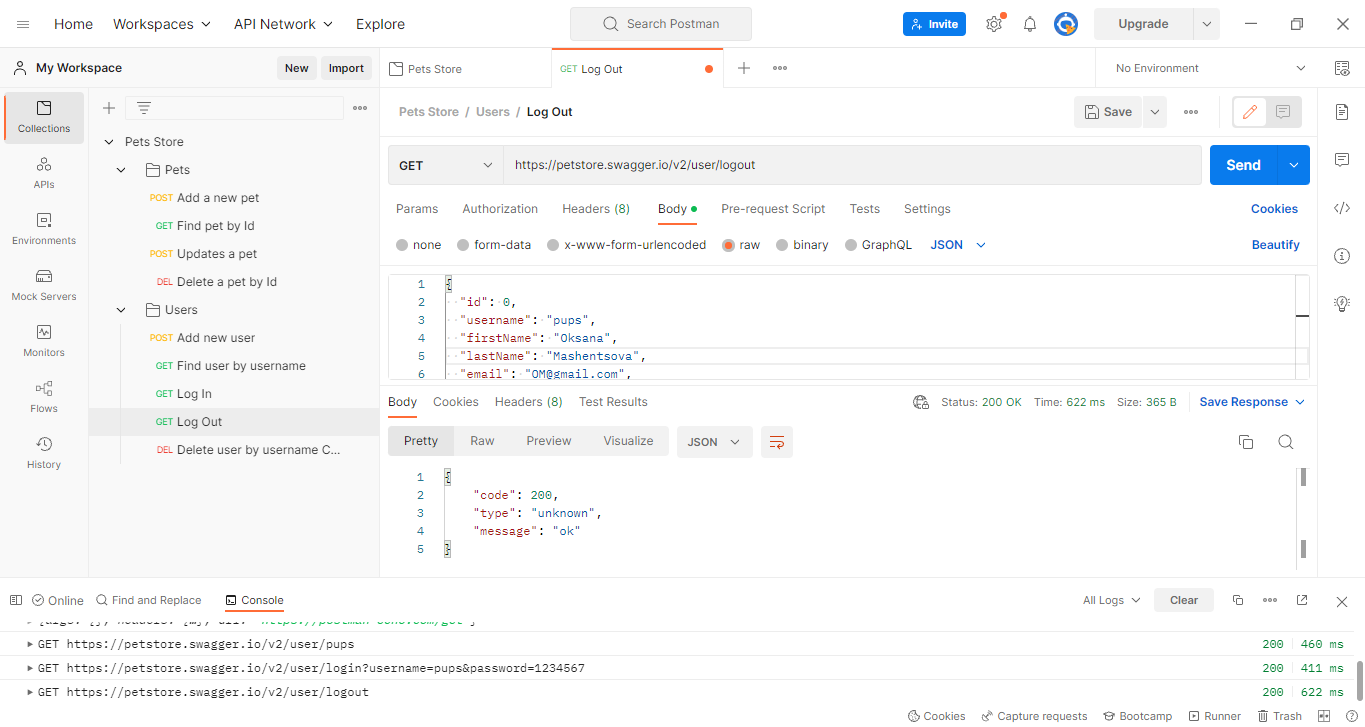 Home Workspaces API Network Explore Search Postman Invite Upgrade
My Workspace New Import Pets Store GET Log Out No Environment
Collections
APIs
Environments
Mock Servers
Monitors
Flows
History
Pets Store
Pets
POST Add a new pet
GET Find pet by Id
POST Updates a pet
DEL Delete a pet by Id
Users
POST Add new user
GET Find user by username
GET Log In
GET Log Out
DEL Delete user by username C...
Pets Store / Users / Log Out Save
GET https://petstore.swagger.io/v2/user/logout Send
Params Authorization Headers (8) Body Pre-request Script Tests Settings Cookies
none form-data x-www-form-urlencoded raw binary GraphQL JSON Beautify
1 {
2 "id": 0,
3 "username": "pups",
4 "firstName": "Oksana",
5 "lastName": "Mashentsova",
6 "email": "OM@gmail.com",
Body Cookies Headers (8) Test Results Status: 200 OK Time: 622 ms Size: 365 B Save Response
Pretty Raw Preview Visualize JSON
1 {
2 "code": 200,
3 "type": "unknown",
4 "message": "ok"
5 }
Online Find and Replace Console All Logs Clear
GET https://petstore.swagger.io/v2/user/pups 200 460 ms
GET https://petstore.swagger.io/v2/user/login?username=pups&password=1234567 200 411 ms
GET https://petstore.swagger.io/v2/user/logout 200 622 ms
Cookies Capture requests Bootcamp Runner Trash